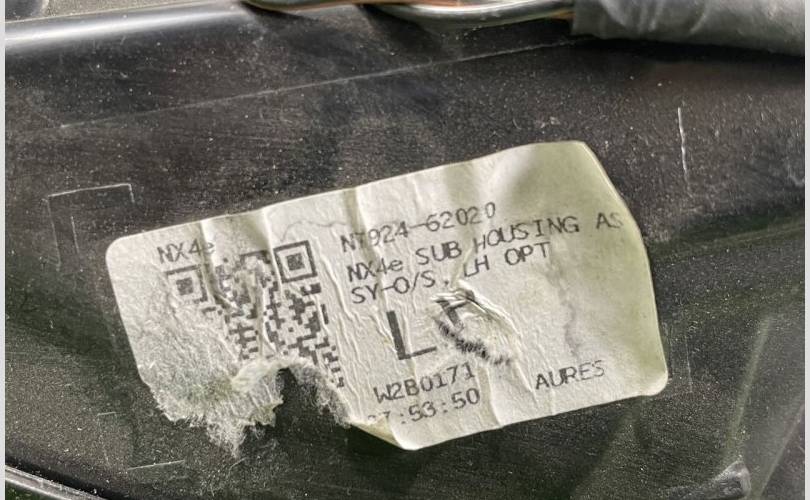 NX4e
N7924-62020
NX4e SUB HOUSING AS
SY-O/S, LH OPT
W2B0171
:53:50
AURES